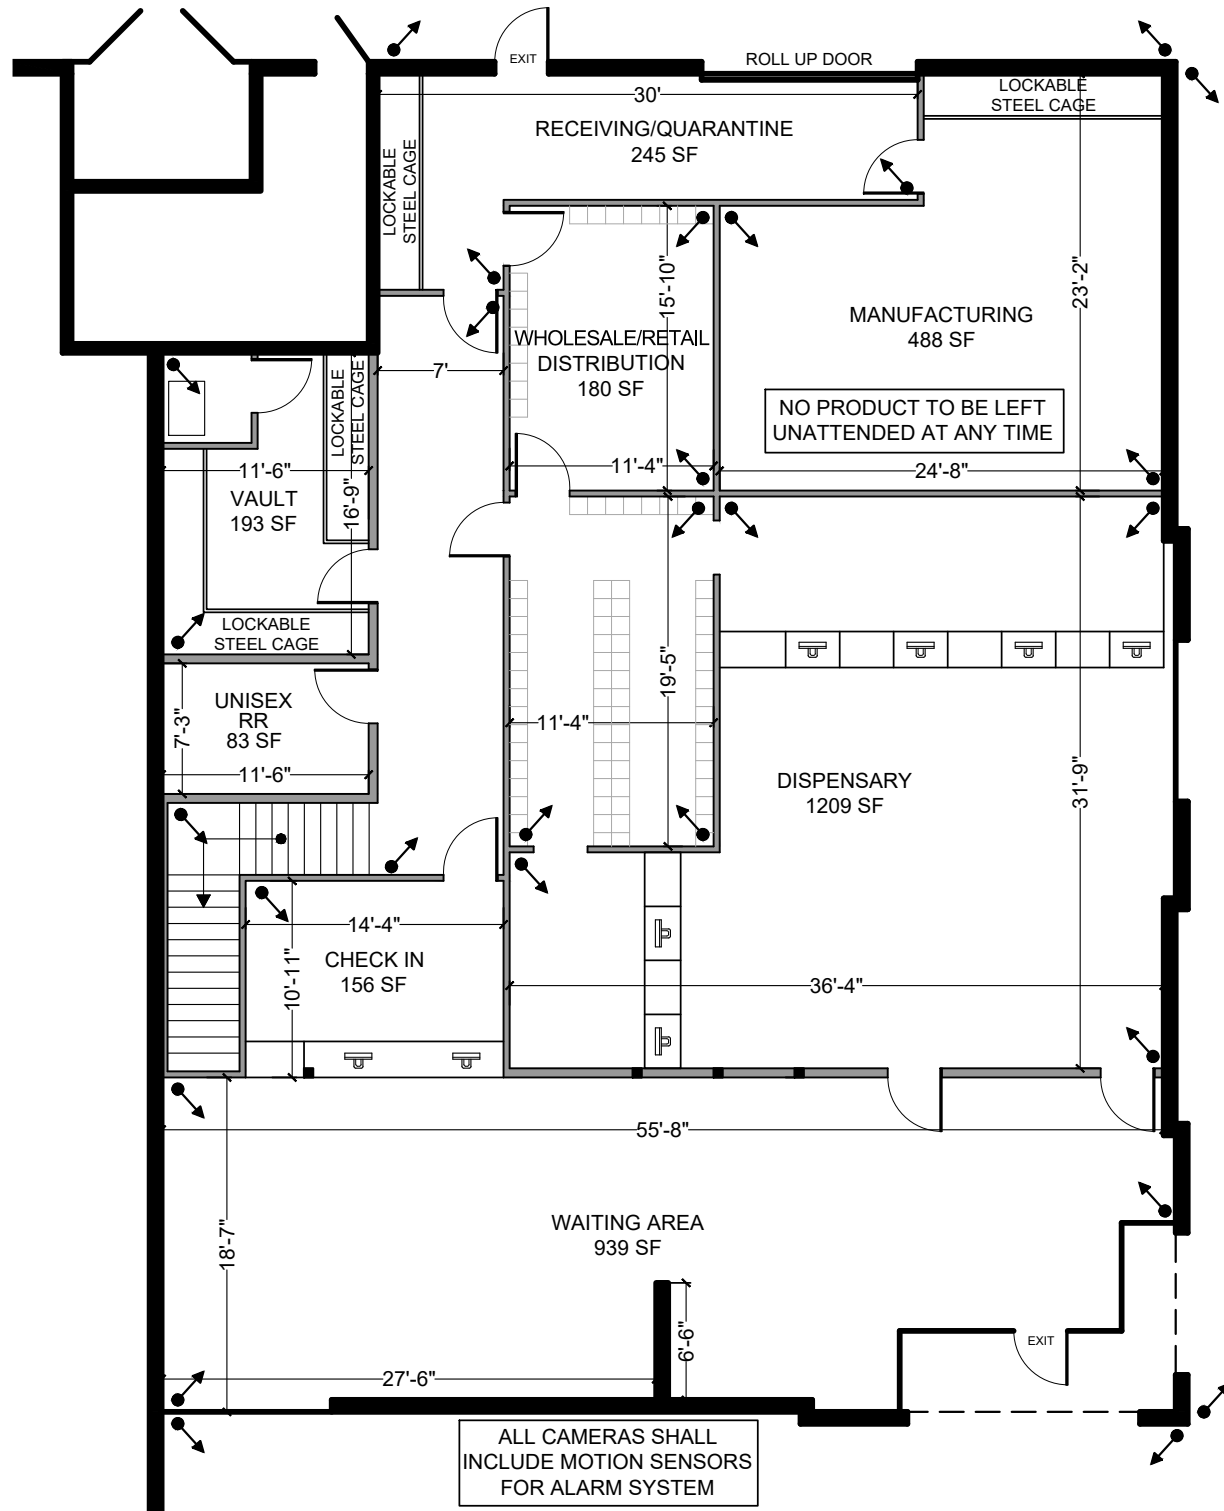 EXIT
ROLL UP DOOR
30'
LOCKABLE
STEEL CAGE
RECEIVING/QUARANTINE
245 SF
LOCKABLE
STEEL CAGE
15'-10"
23'-2"
MANUFACTURING
488 SF
WHOLESALE/RETAIL
DISTRIBUTION
180 SF
7'
LOCKABLE
STEEL CAGE
NO PRODUCT TO BE LEFT
UNATTENDED AT ANY TIME
11'-6"
VAULT
193 SF
16'-9"
11'-4"
24'-8"
LOCKABLE
STEEL CAGE
UNISEX
RR
83 SF
7'-3"
11'-6"
19'-5"
11'-4"
DISPENSARY
1209 SF
31'-9"
14'-4"
CHECK IN
156 SF
10'-11"
36'-4"
55'-8"
WAITING AREA
939 SF
18'-7"
6'-6"
EXIT
27'-6"
ALL CAMERAS SHALL
INCLUDE MOTION SENSORS
FOR ALARM SYSTEM